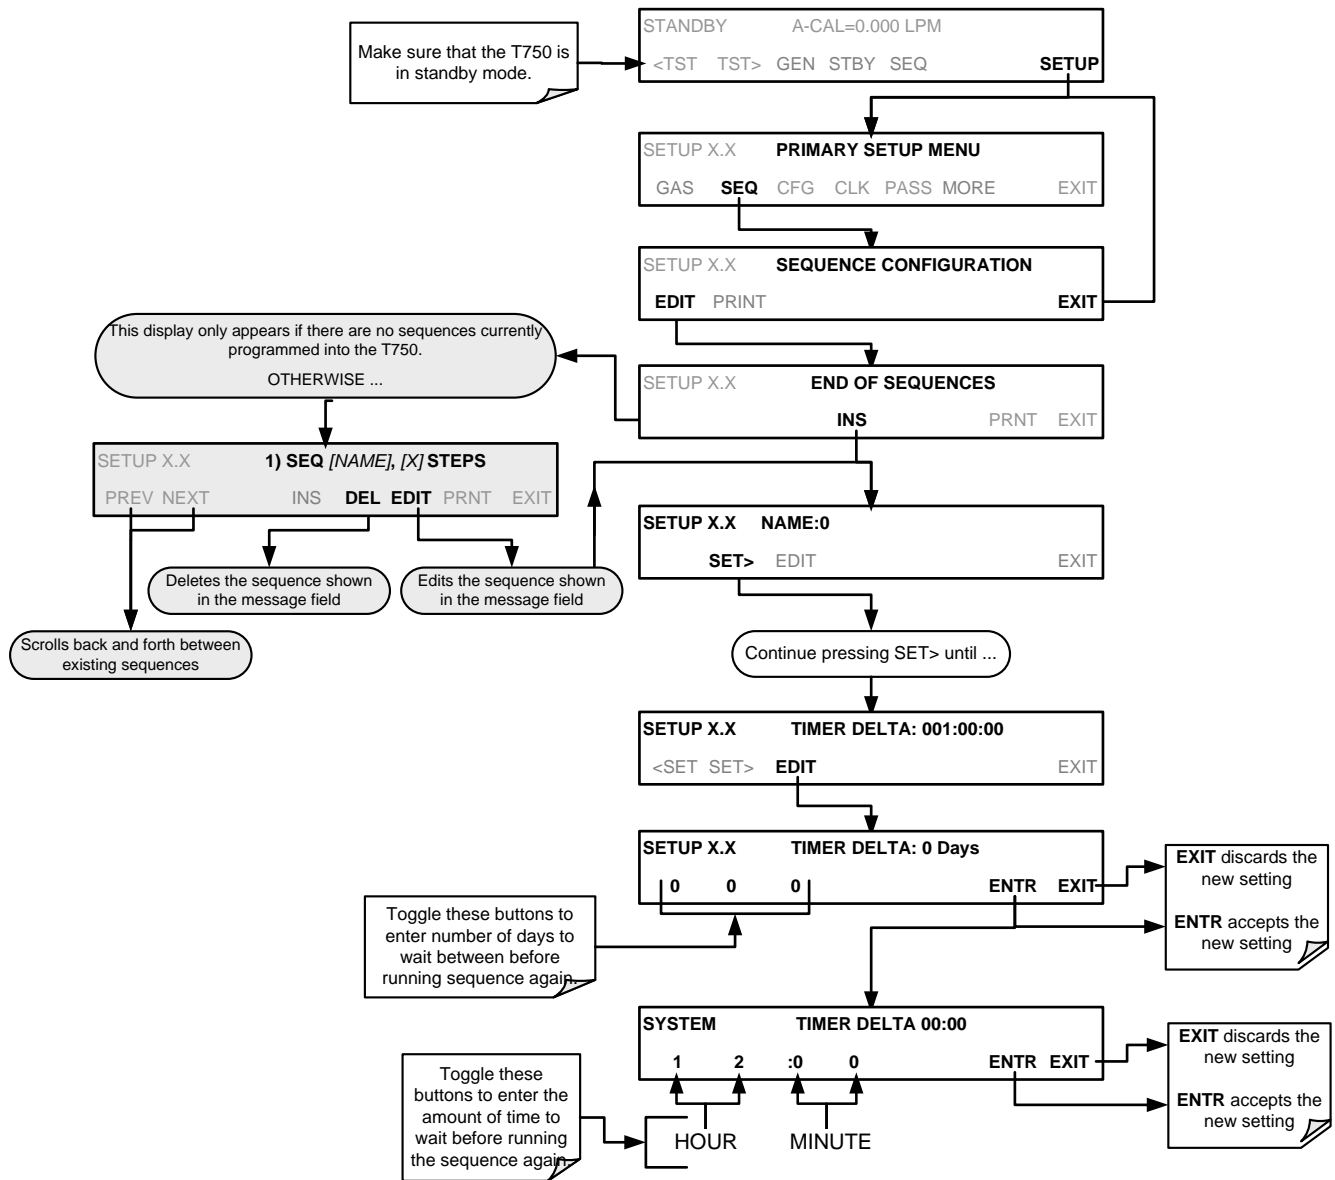 Make sure that the T750 is
in standby mode.
STANDBY A-CAL=0.000 LPM
<TST TST> GEN STBY SEQ SETUP
SETUP X.X PRIMARY SETUP MENU
GAS SEQ CFG CLK PASS MORE EXIT
SETUP X.X SEQUENCE CONFIGURATION
EDIT PRINT EXIT
This display only appears if there are no sequences currently
programmed into the T750.
OTHERWISE ...
SETUP X.X END OF SEQUENCES
INS PRNT EXIT
SETUP X.X 1) SEQ [NAME], [X] STEPS
PREV NEXT INS DEL EDIT PRNT EXIT
Deletes the sequence shown
in the message field
Edits the sequence shown
in the message field
Scrolls back and forth between
existing sequences
SETUP X.X NAME:0
SET> EDIT EXIT
Continue pressing SET> until ...
SETUP X.X TIMER DELTA: 001:00:00
<SET SET> EDIT EXIT
SETUP X.X TIMER DELTA: 0 Days
0 0 0 ENTR EXIT
EXIT discards the
new setting
ENTR accepts the
new setting
Toggle these buttons to
enter number of days to
wait between before
running sequence again.
SYSTEM TIMER DELTA 00:00
1 2 :0 0 ENTR EXIT
HOUR MINUTE
EXIT discards the
new setting
ENTR accepts the
new setting
Toggle these
buttons to enter the
amount of time to
wait before running
the sequence again.